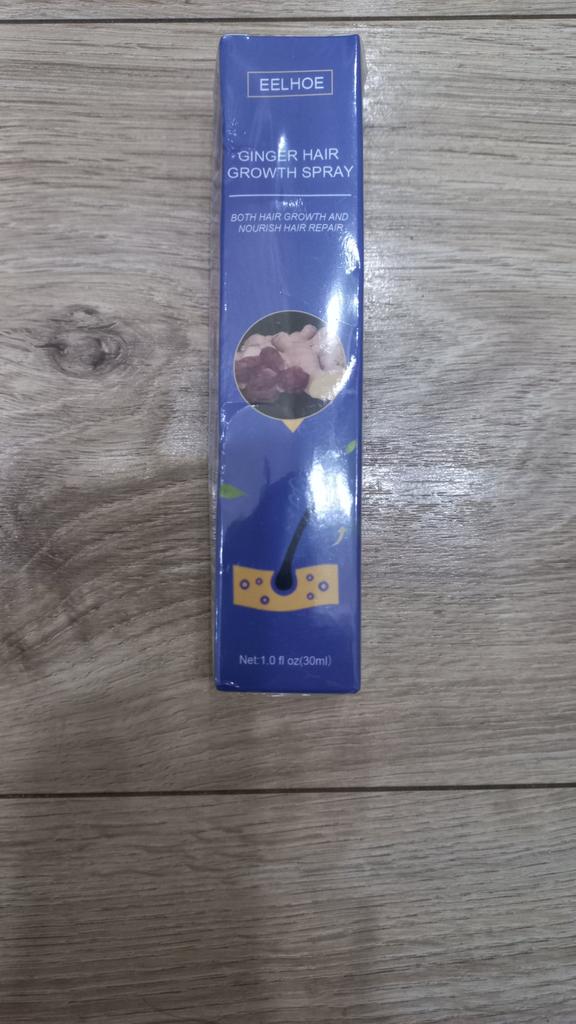 EELHOE
GINGER HAIR
GROWTH SPRAY
BOTH HAIR GROWTH AND
NOURISH HAIR REPAIR
Net:1.0 fl oz(30ml)